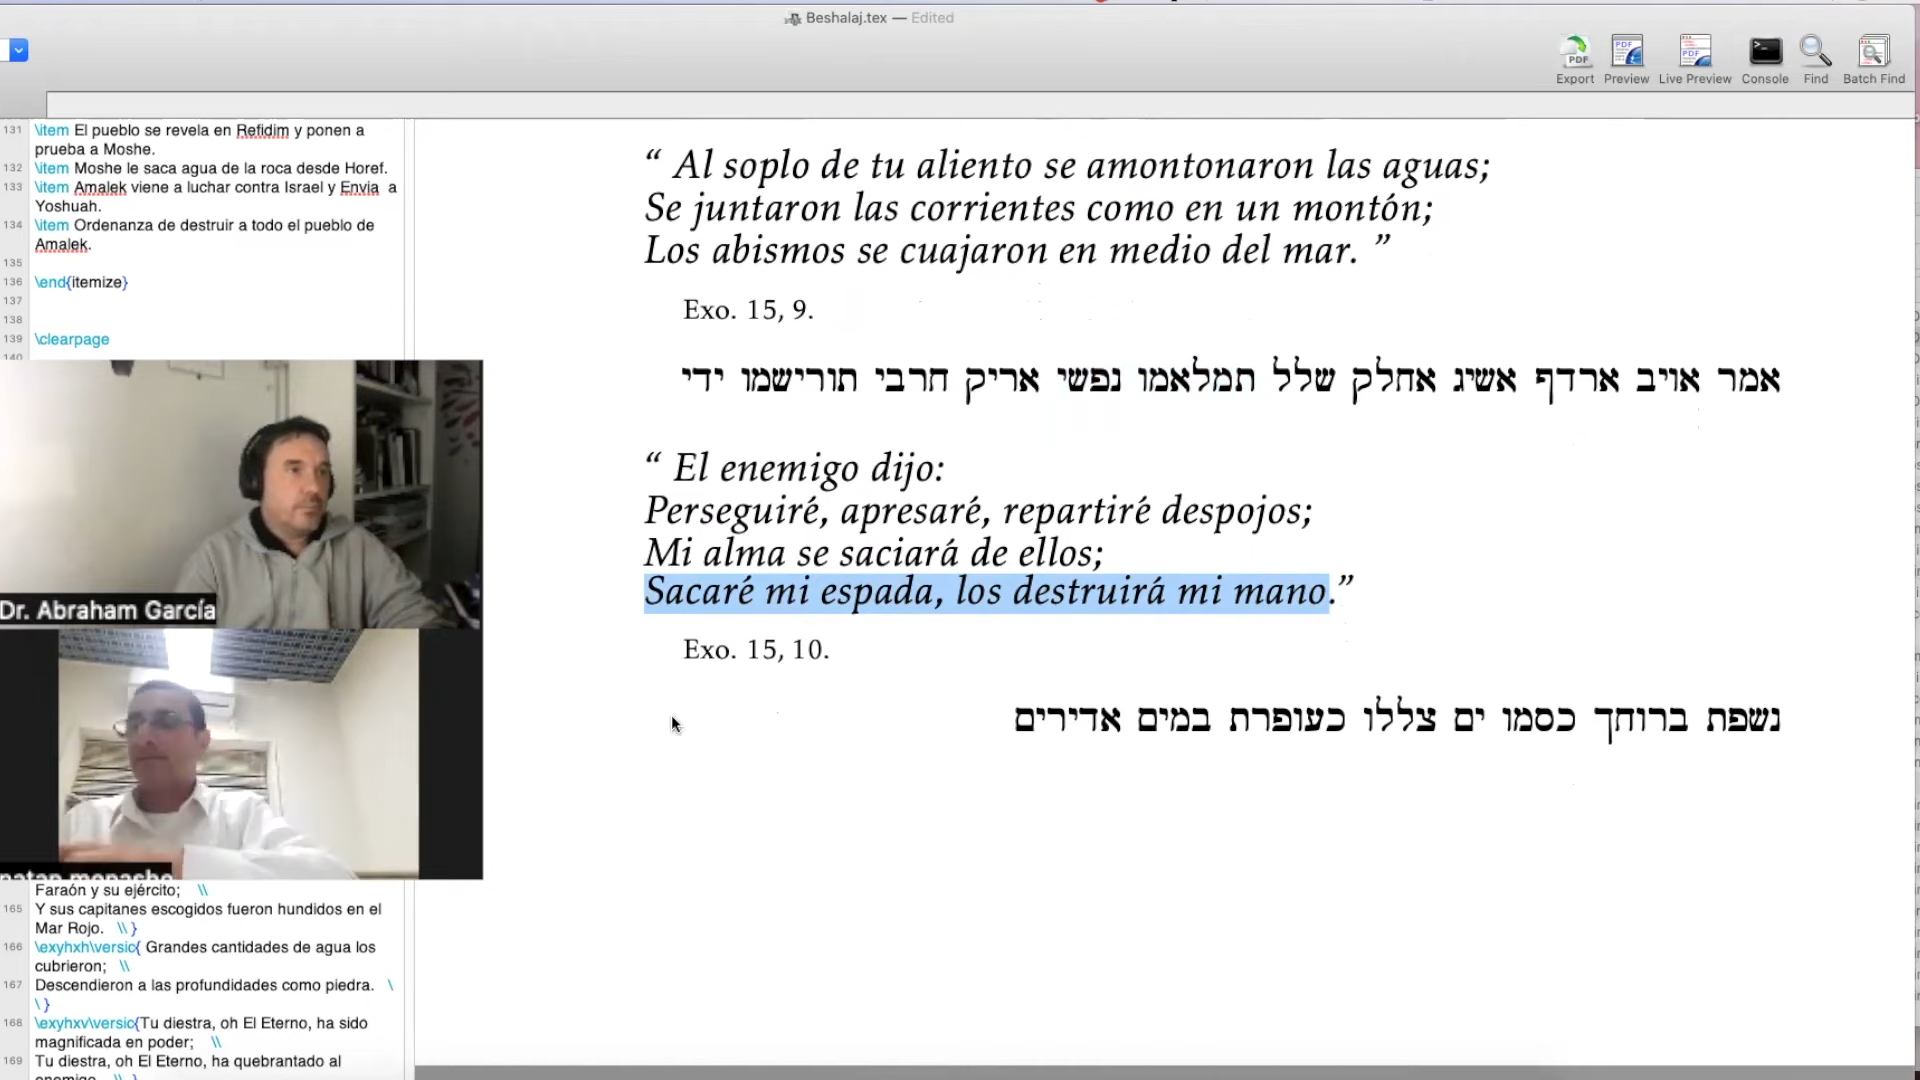 Beshalaj.tex — Edited
Export
Preview
Live Preview
Console
Find
Batch Find
131 \item El pueblo se revela en Refidim y ponen a
prueba a Moshe.
132 \item Moshe le saca agua de la roca desde Horef.
133 \item Amalek viene a luchar contra Israel y Envia a
Yoshuah.
134 \item Ordenanza de destruir a todo el pueblo de
Amalek.
135
136 \end{itemize}
137
138
139 \clearpage
Dr. Abraham García
Faraón y su ejército; \\
165 Y sus capitanes escogidos fueron hundidos en el
Mar Rojo. \\ }
166 \exyhxh\versic{ Grandes cantidades de agua los
cubrieron; \\
167 Descendieron a las profundidades como piedra. \
\ }
168 \exyhxv\versic{Tu diestra, oh El Eterno, ha sido
magnificada en poder; \\
169 Tu diestra, oh El Eterno, ha quebrantado al
“ Al soplo de tu aliento se amontonaron las aguas;
Se juntaron las corrientes como en un montón;
Los abismos se cuajaron en medio del mar. ”
Exo. 15, 9.
אמר אויב ארדף אשיג אחלק שלל תמלאמו נפשי אריק חרבי תורישמו ידי
“ El enemigo dijo:
Perseguiré, apresaré, repartiré despojos;
Mi alma se saciará de ellos;
Sacaré mi espada, los destruirá mi mano.”
Exo. 15, 10.
נשפת ברוחך כסמו ים צללו כעופרת במים אדירים